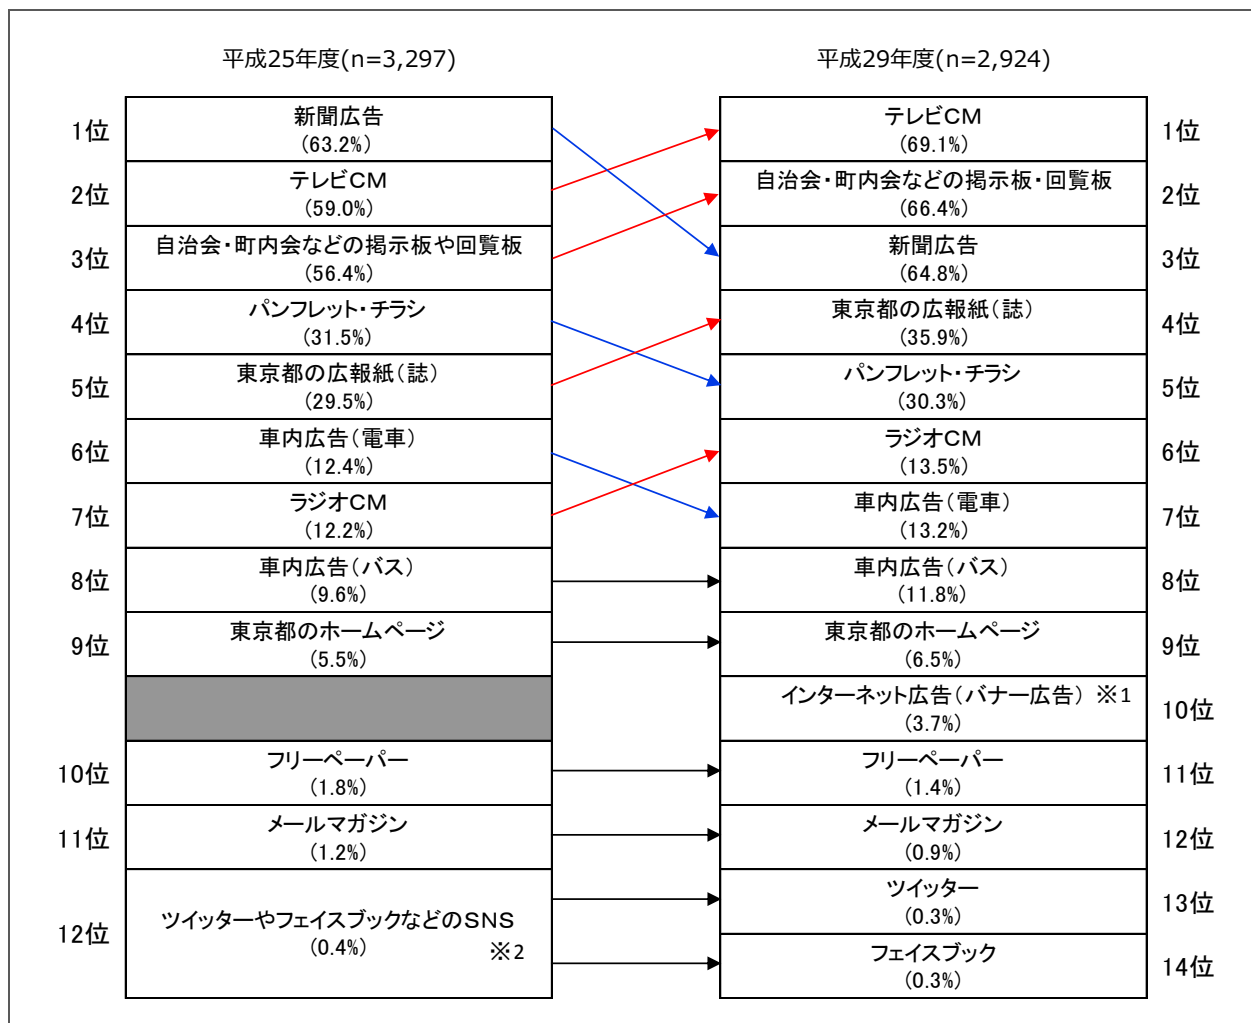 平成25年度(n=3,297)
平成29年度(n=2,924)
1位
新聞広告
(63.2%)
テレビCM
(69.1%)
1位
2位
テレビCM
(59.0%)
自治会・町内会などの掲示板・回覧板
(66.4%)
2位
3位
自治会・町内会などの掲示板や回覧板
(56.4%)
新聞広告
(64.8%)
3位
4位
パンフレット・チラシ
(31.5%)
東京都の広報紙(誌)
(35.9%)
4位
5位
東京都の広報紙(誌)
(29.5%)
パンフレット・チラシ
(30.3%)
5位
6位
車内広告(電車)
(12.4%)
ラジオCM
(13.5%)
6位
7位
ラジオCM
(12.2%)
車内広告(電車)
(13.2%)
7位
8位
車内広告(バス)
(9.6%)
車内広告(バス)
(11.8%)
8位
9位
東京都のホームページ
(5.5%)
東京都のホームページ
(6.5%)
9位
インターネット広告(バナー広告) ※1
(3.7%)
10位
10位
フリーペーパー
(1.8%)
フリーペーパー
(1.4%)
11位
11位
メールマガジン
(1.2%)
メールマガジン
(0.9%)
12位
12位
ツイッターやフェイスブックなどのSNS
(0.4%) ※2
ツイッター
(0.3%)
13位
フェイスブック
(0.3%)
14位